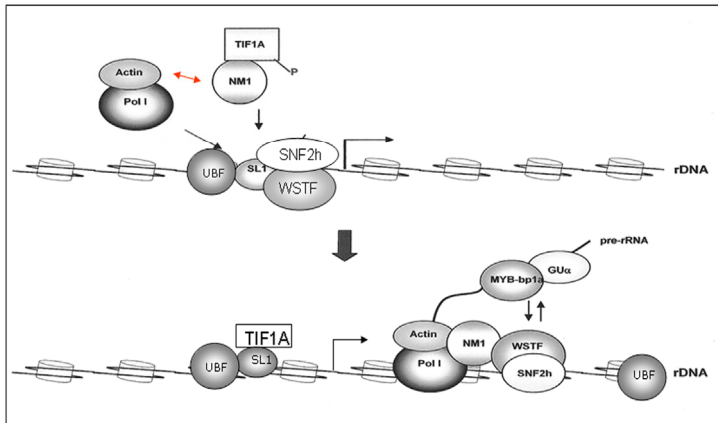 TIF1A
P
Actin
NM1
Pol I
SNF2h
SL1
UBF
WSTF
rDNA
pre-rRNA
GUα
MYB-bp1a
TIF1A
Actin
NM1
WSTF
SL1
UBF
Pol I
SNF2h
UBF
rDNA